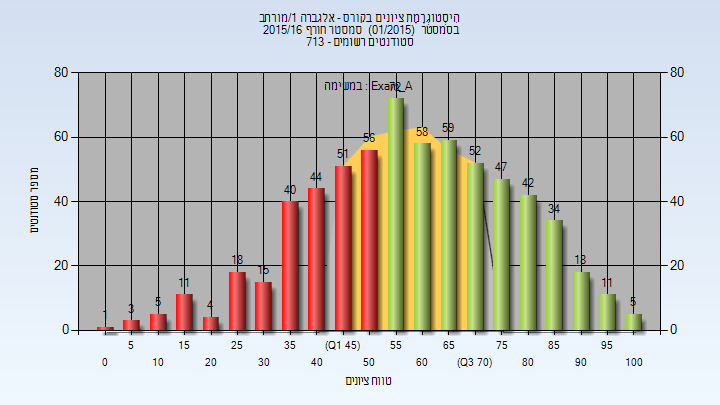 היסטוגרמת ציונים בקורס - אלגברה 1/מורחב
בסמסטר (01/2015) סמסטר חורף 2015/16
סטודנטים רשומים - 713
במשימה : Exam_A
מספר סטודנטים
80 80
60 60
40 40
20 20
0 0
1 3 5 11 4 18 15 40 44 51 56 72 58 59 52 47 42 34 18 11 5
5 15 20 25 35 (Q1 45) 55 65 75 85 95
0 10 20 30 40 50 60 (Q3 70) 80 90 100
טווח ציונים